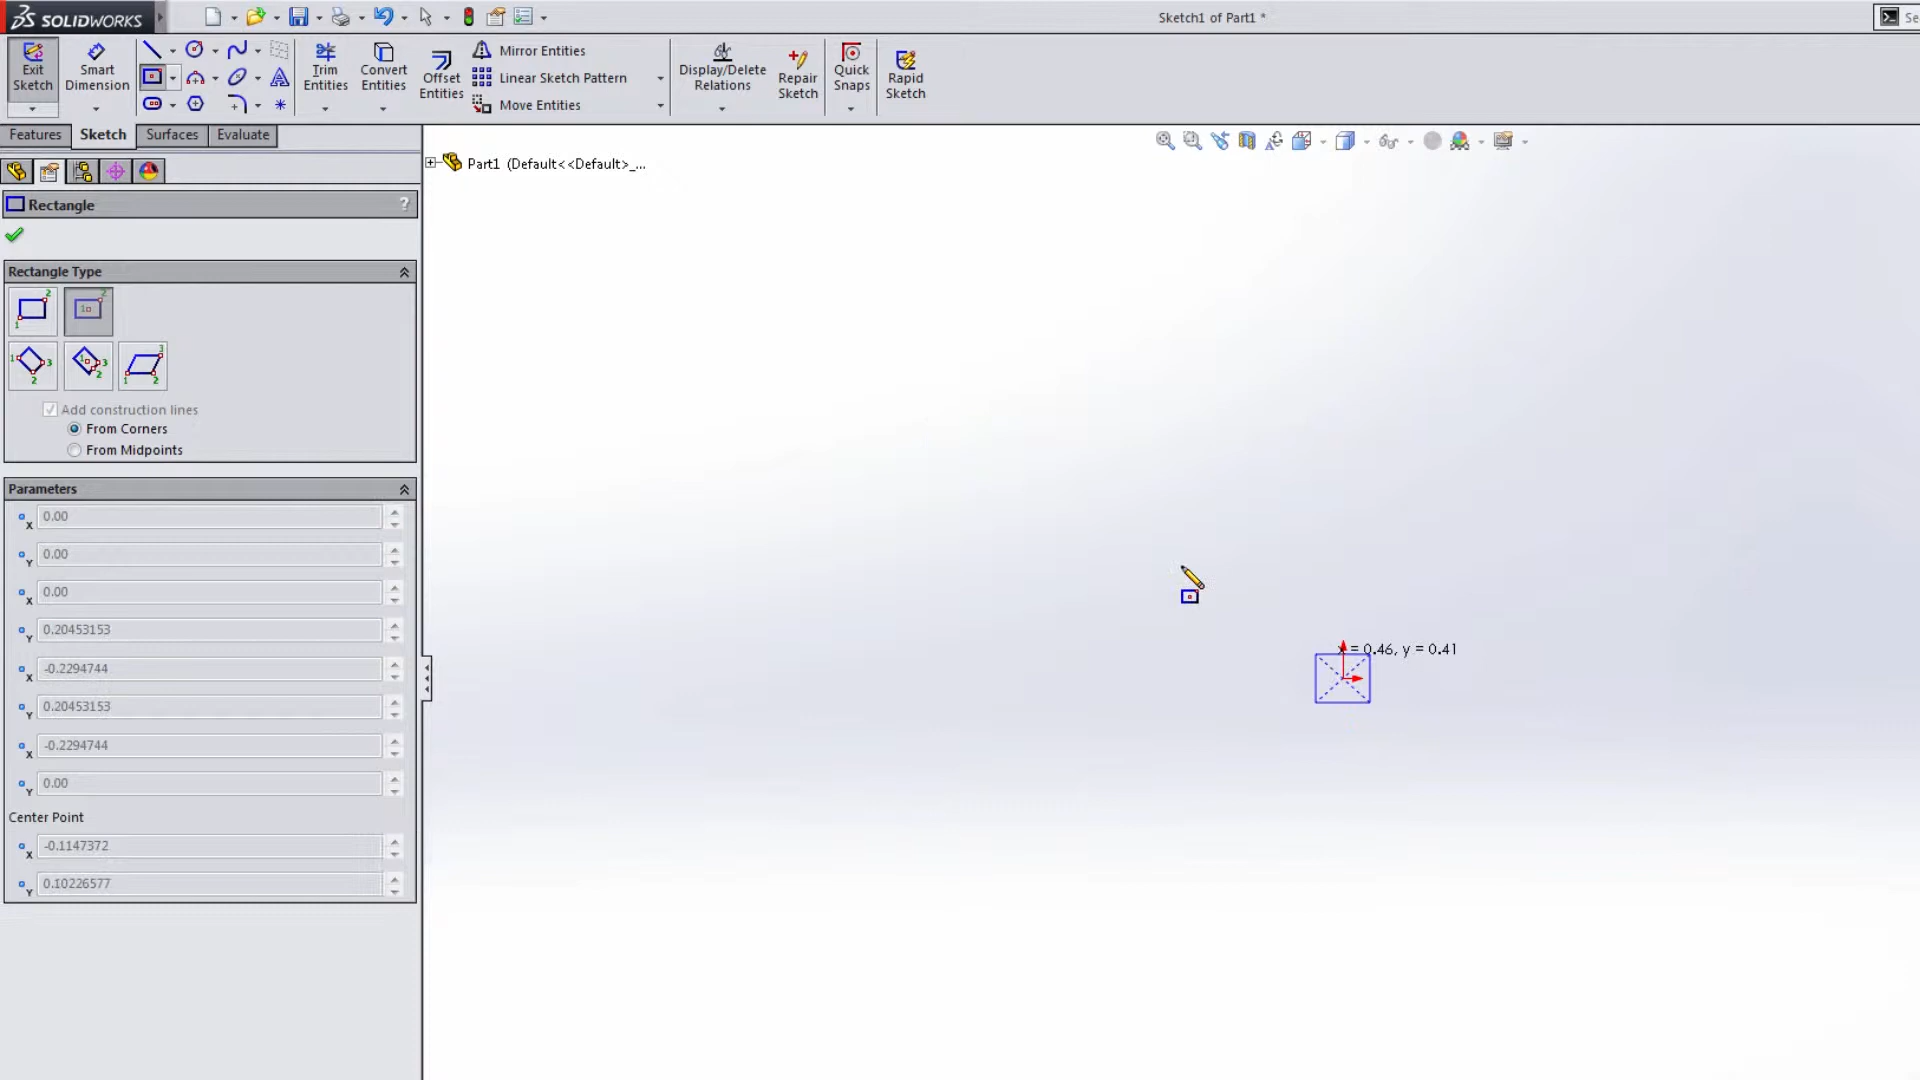 SOLIDWORKS
Sketch1 of Part1 *
Se
Exit Sketch
Smart Dimension
Trim Entities
Convert Entities
Offset Entities
Mirror Entities
Linear Sketch Pattern
Move Entities
Display/Delete Relations
Repair Sketch
Quick Snaps
Rapid Sketch
Features
Sketch
Surfaces
Evaluate
Part1 (Default<<Default>_...
Rectangle
?
Rectangle Type
Add construction lines
From Corners
From Midpoints
Parameters
X 0.00
Y 0.00
X 0.00
Y 0.20453153
X -0.2294744
Y 0.20453153
X -0.2294744
Y 0.00
Center Point
X -0.1147372
Y 0.10226577
x = 0.46, y = 0.41